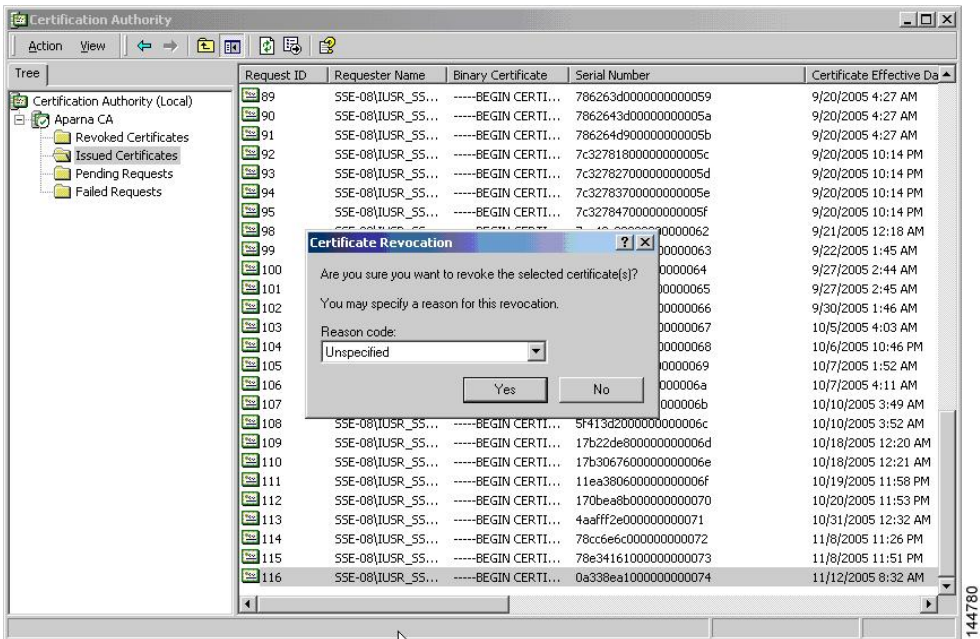 Certification Authority
Action View
Tree
Request ID Requester Name Binary Certificate Serial Number Certificate Effective Da
Certification Authority (Local)
Aparna CA
Revoked Certificates
Issued Certificates
Pending Requests
Failed Requests
89 SSE-08\IUSR_SS... -----BEGIN CERTI... 786263d0000000000059 9/20/2005 4:27 AM
90 SSE-08\IUSR_SS... -----BEGIN CERTI... 7862643d00000000005a 9/20/2005 4:27 AM
91 SSE-08\IUSR_SS... -----BEGIN CERTI... 786264d900000000005b 9/20/2005 4:27 AM
92 SSE-08\IUSR_SS... -----BEGIN CERTI... 7c32781800000000005c 9/20/2005 10:14 PM
93 SSE-08\IUSR_SS... -----BEGIN CERTI... 7c32782700000000005d 9/20/2005 10:14 PM
94 SSE-08\IUSR_SS... -----BEGIN CERTI... 7c32783700000000005e 9/20/2005 10:14 PM
95 SSE-08\IUSR_SS... -----BEGIN CERTI... 7c32784700000000005f 9/20/2005 10:14 PM
98 9/21/2005 12:18 AM
99 0000063 9/22/2005 1:45 AM
100 0000064 9/27/2005 2:44 AM
101 0000065 9/27/2005 2:45 AM
102 0000066 9/30/2005 1:46 AM
103 0000067 10/5/2005 4:03 AM
104 0000068 10/6/2005 10:46 PM
105 0000069 10/7/2005 1:52 AM
106 000006a 10/7/2005 4:11 AM
107 000006b 10/10/2005 3:49 AM
108 SSE-08\IUSR_SS... -----BEGIN CERTI... 5f413d2000000000006c 10/10/2005 3:52 AM
109 SSE-08\IUSR_SS... -----BEGIN CERTI... 17b22de800000000006d 10/18/2005 12:20 AM
110 SSE-08\IUSR_SS... -----BEGIN CERTI... 17b3067600000000006e 10/18/2005 12:21 AM
111 SSE-08\IUSR_SS... -----BEGIN CERTI... 11ea380600000000006f 10/19/2005 11:58 PM
112 SSE-08\IUSR_SS... -----BEGIN CERTI... 170bea8b000000000070 10/20/2005 11:53 PM
113 SSE-08\IUSR_SS... -----BEGIN CERTI... 4aafff2e000000000071 10/31/2005 12:32 AM
114 SSE-08\IUSR_SS... -----BEGIN CERTI... 78cc6e6c000000000072 11/8/2005 11:26 PM
115 SSE-08\IUSR_SS... -----BEGIN CERTI... 78e34161000000000073 11/8/2005 11:51 PM
116 SSE-08\IUSR_SS... -----BEGIN CERTI... 0a338ea1000000000074 11/12/2005 8:32 AM
Certificate Revocation
Are you sure you want to revoke the selected certificate(s)?
You may specify a reason for this revocation.
Reason code:
Unspecified
Yes No
144780